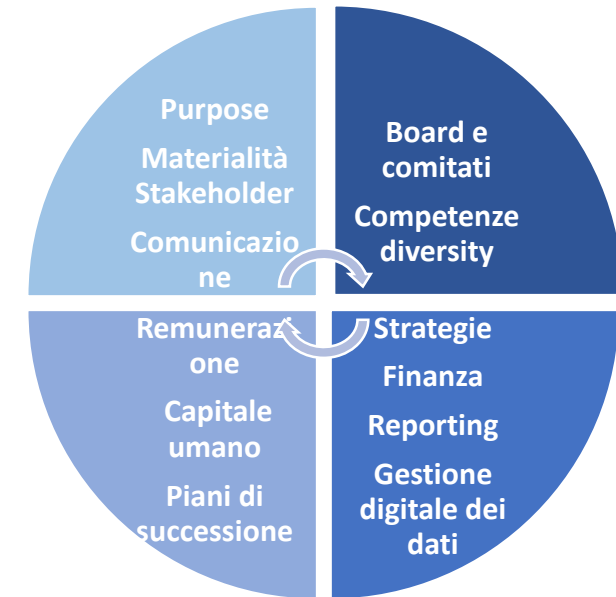 Purpose
Materialità
Stakeholder
Comunicazio
ne
Board e
comitati
Competenze
diversity
Remunerazi
one
Capitale
umano
Piani di
successione
Strategie
Finanza
Reporting
Gestione
digitale dei
dati